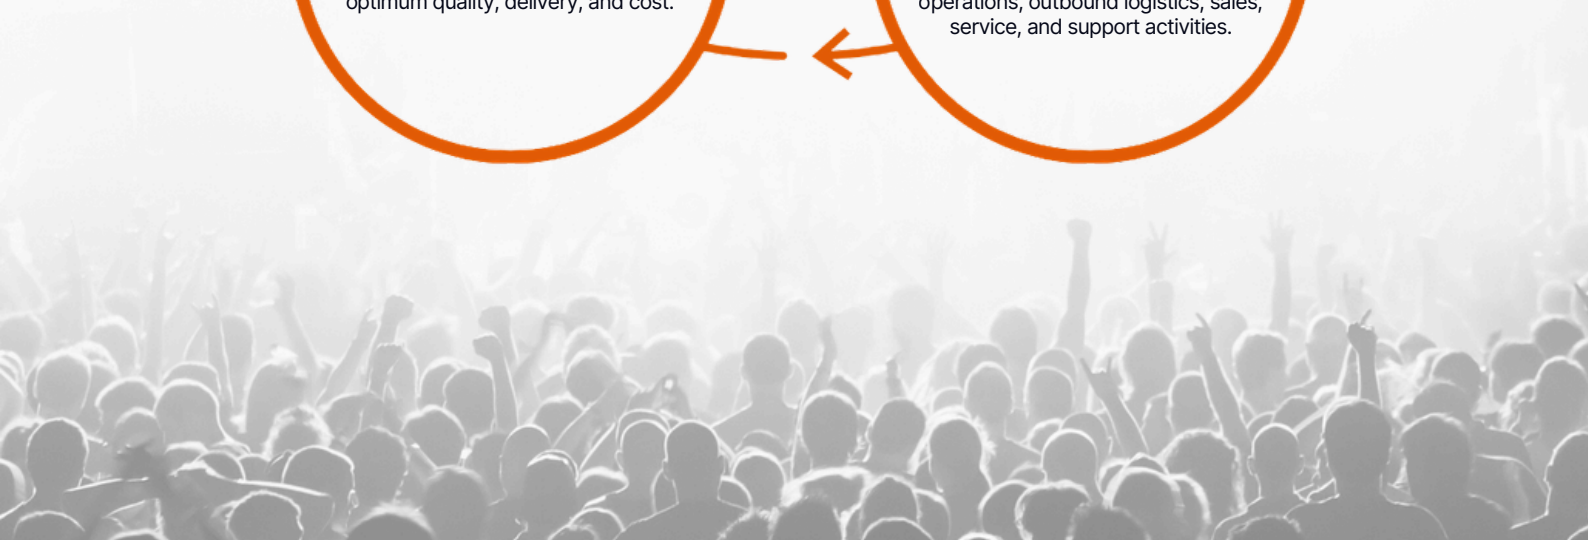 optimum quality, delivery, and cost.
operations, outbound logistics, sales,
service, and support activities.